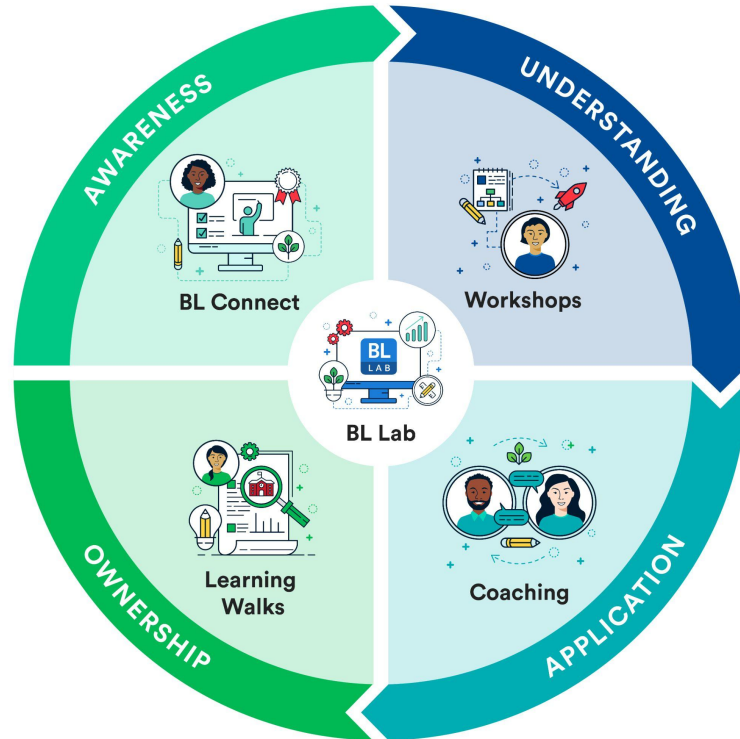 AWARENESS
UNDERSTANDING
BL Connect
Workshops
BL
LAB
BL Lab
Learning
Walks
Coaching
OWNERSHIP
APPLICATION